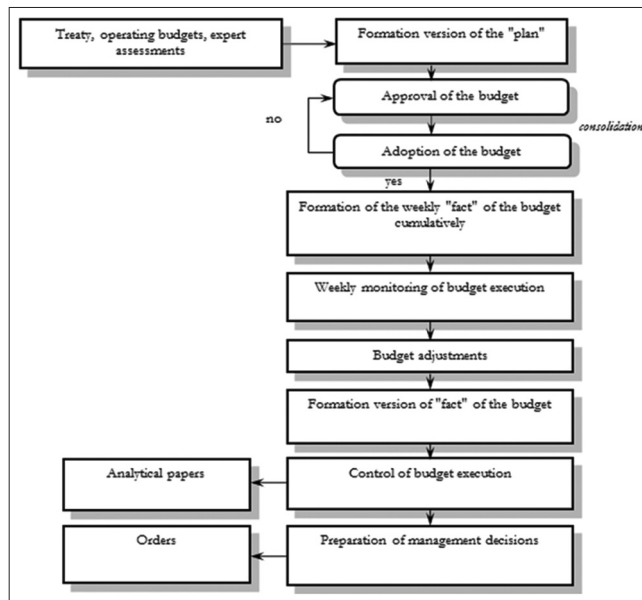 Treaty, operating budgets, expert
assessments
Formation version of the "plan"
Approval of the budget
no
consolidation
Adoption of the budget
yes
Formation of the weekly "fact" of the budget
cumulatively
Weekly monitoring of budget execution
Budget adjustments
Formation version of "fact" of the budget
Analytical papers
Control of budget execution
Orders
Preparation of management decisions